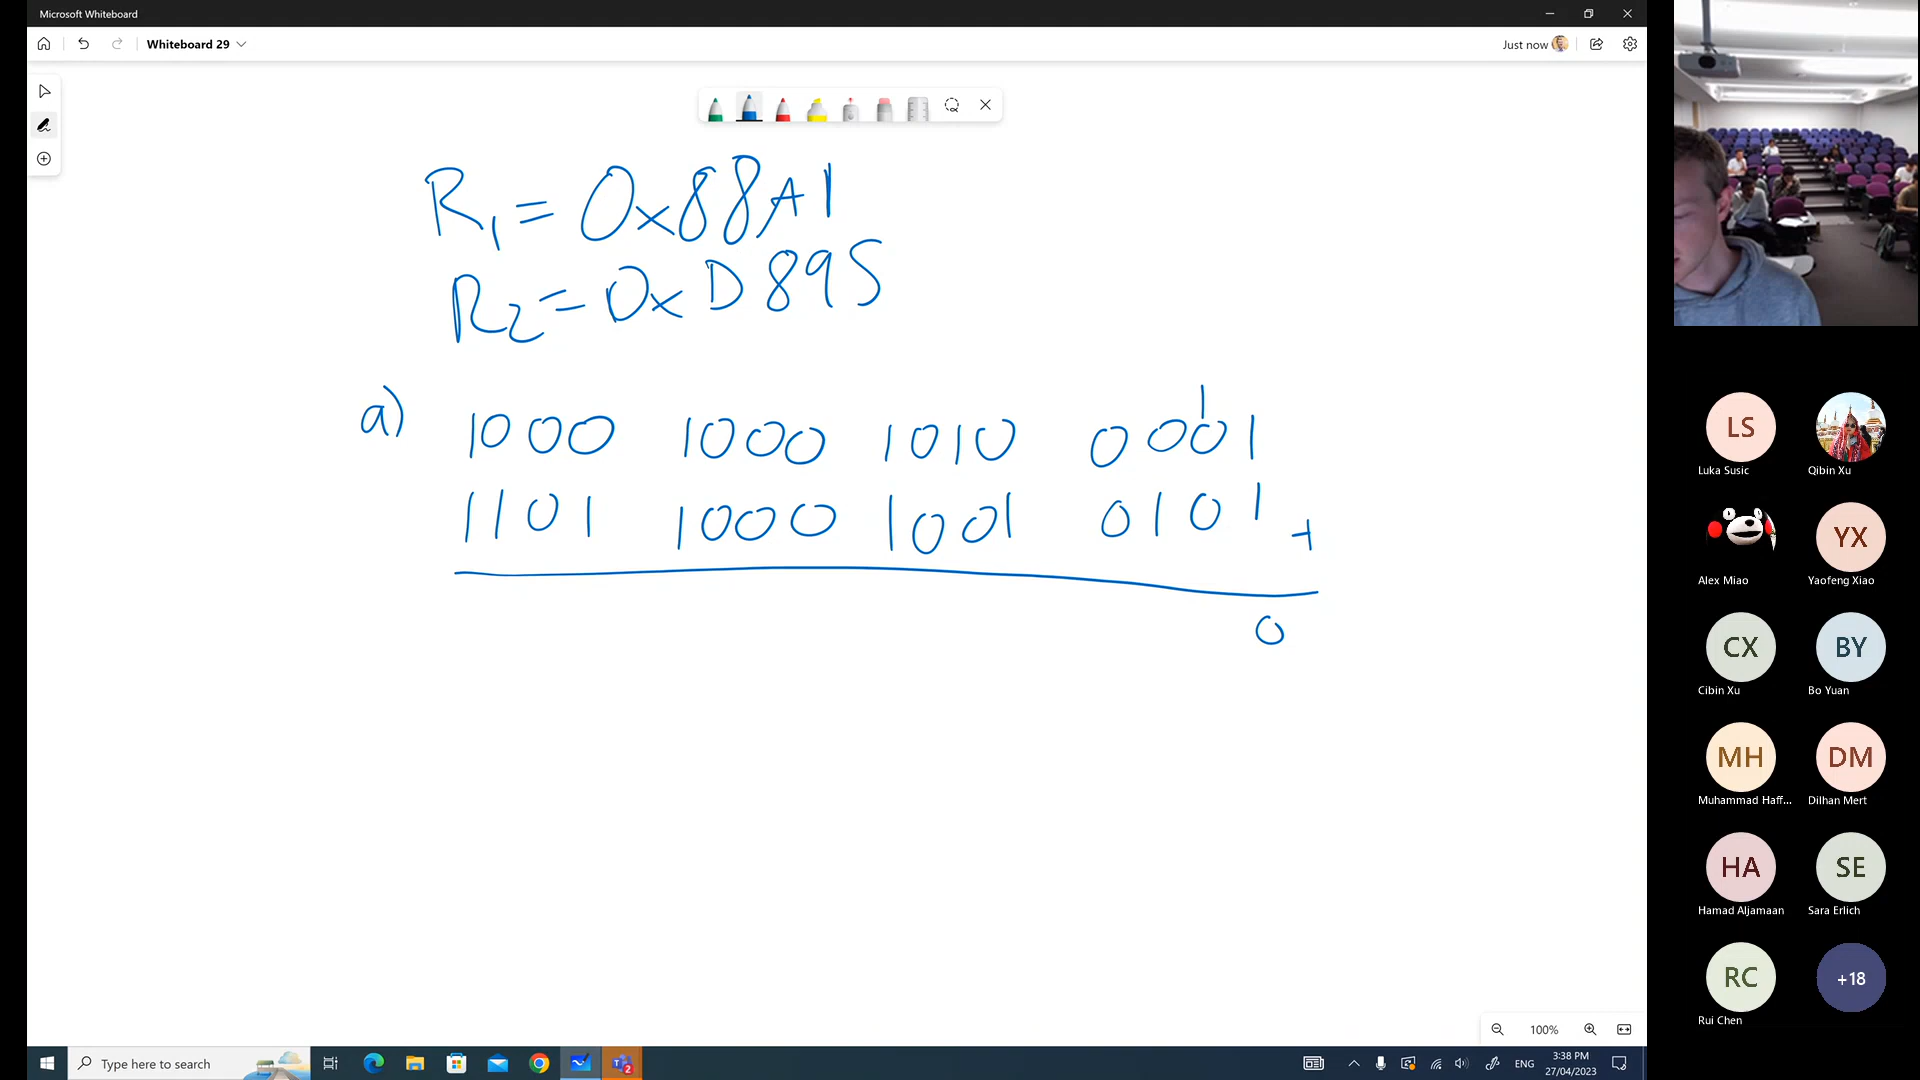 Microsoft Whiteboard
Whiteboard 29
Just now
R1 = 0x88A1
R2 = 0xD895
a) 1000 1000 1010 0001
1
1101 1000 1001 0101 +
0
LS
Luka Susic
Qibin Xu
Alex Miao
YX
Yaofeng Xiao
CX
Cibin Xu
BY
Bo Yuan
MH
Muhammad Haff...
DM
Dilhan Mert
HA
Hamad Aljamaan
SE
Sara Erlich
RC
Rui Chen
+18
100%
Type here to search
2
ENG
3:38 PM
27/04/2023